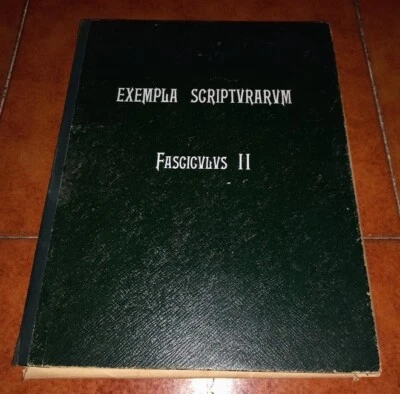 EXEMPLA SCRIPTVRARVM
FASCICVLVS II